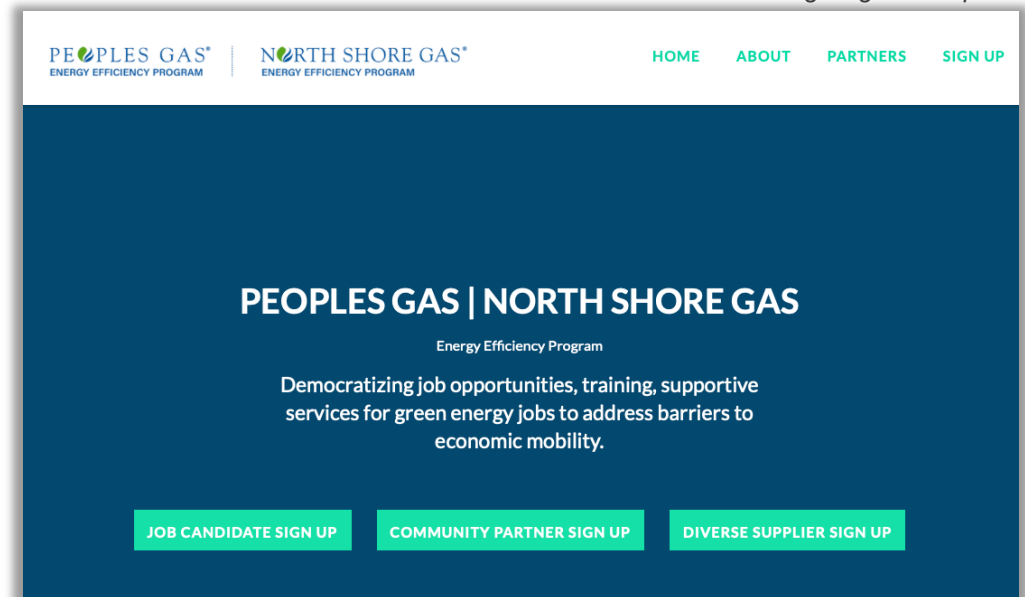 PEOPLES GAS® NORTH SHORE GAS®
ENERGY EFFICIENCY PROGRAM ENERGY EFFICIENCY PROGRAM
HOME ABOUT PARTNERS SIGN UP
PEOPLES GAS | NORTH SHORE GAS
Energy Efficiency Program
Democratizing job opportunities, training, supportive
services for green energy jobs to address barriers to
economic mobility.
JOB CANDIDATE SIGN UP COMMUNITY PARTNER SIGN UP DIVERSE SUPPLIER SIGN UP